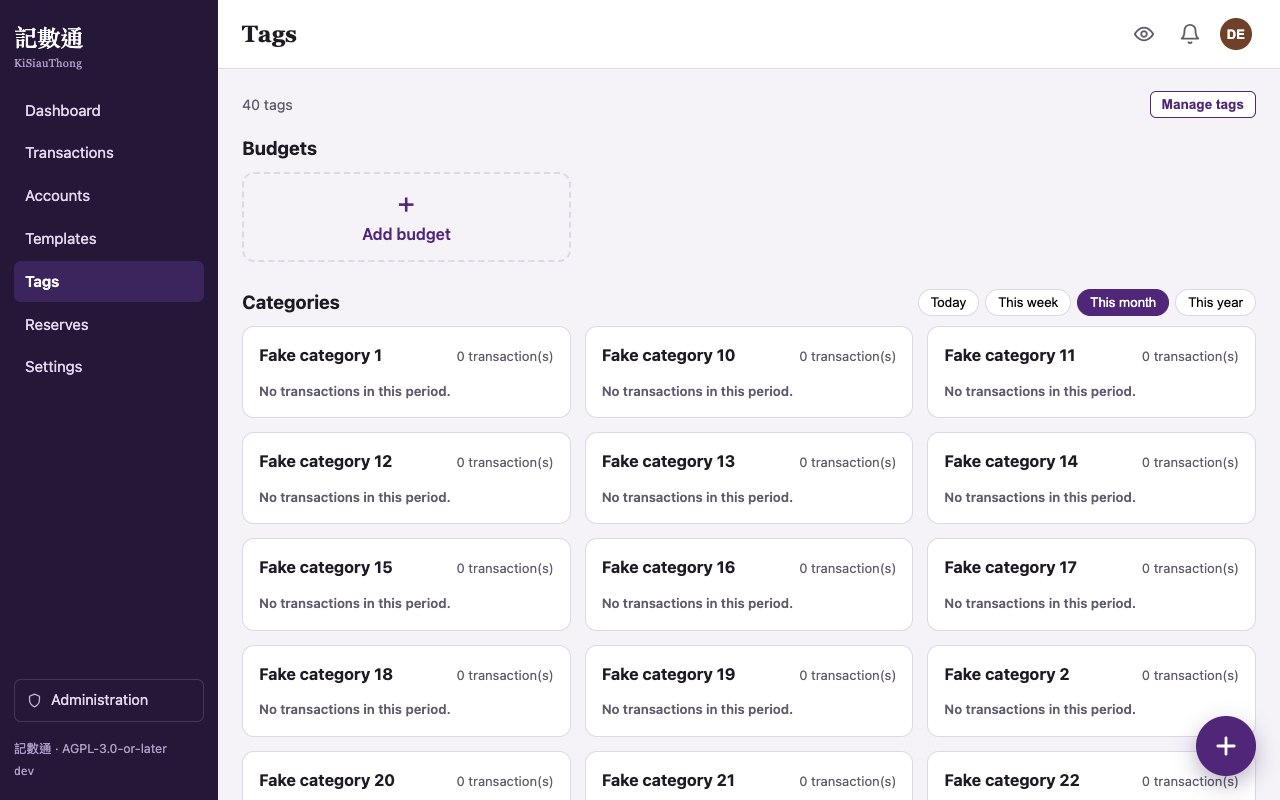 記數通
KiSiauThong
Dashboard
Transactions
Accounts
Templates
Tags
Reserves
Settings
Administration
記數通 · AGPL-3.0-or-later
dev
Tags
DE
40 tags
Manage tags
Budgets
+
Add budget
Categories
Today
This week
This month
This year
Fake category 1
0 transaction(s)
No transactions in this period.
Fake category 10
0 transaction(s)
No transactions in this period.
Fake category 11
0 transaction(s)
No transactions in this period.
Fake category 12
0 transaction(s)
No transactions in this period.
Fake category 13
0 transaction(s)
No transactions in this period.
Fake category 14
0 transaction(s)
No transactions in this period.
Fake category 15
0 transaction(s)
No transactions in this period.
Fake category 16
0 transaction(s)
No transactions in this period.
Fake category 17
0 transaction(s)
No transactions in this period.
Fake category 18
0 transaction(s)
No transactions in this period.
Fake category 19
0 transaction(s)
No transactions in this period.
Fake category 2
0 transaction(s)
No transactions in this period.
Fake category 20
0 transaction(s)
Fake category 21
0 transaction(s)
Fake category 22
0 transaction(s)
+